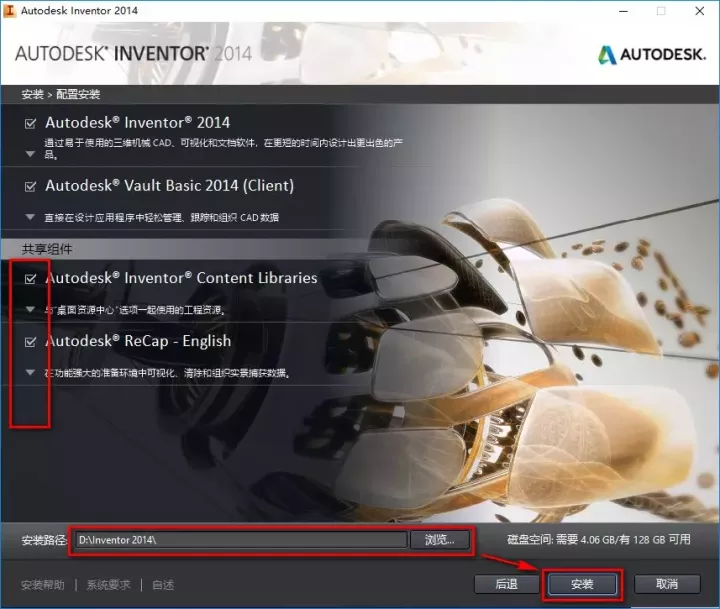 Autodesk Inventor 2014
AUTODESK® INVENTOR® 2014
AUTODESK.
安装 > 配置安装
Autodesk® Inventor® 2014
通过易于使用的三维机械 CAD、可视化和文档软件，在更短的时间内设计出更出色的产
品。
Autodesk® Vault Basic 2014 (Client)
直接在设计应用程序中轻松管理、跟踪和组织 CAD 数据
共享组件
Autodesk® Inventor® Content Libraries
与“桌面资源中心”选项一起使用的工程资源。
Autodesk® ReCap - English
在功能强大的准备环境中可视化、清除和组织实景捕获数据。
安装路径: D:\Inventor 2014\ 浏览... 磁盘空间: 需要 4.06 GB/有 128 GB 可用
安装帮助 | 系统要求 | 自述 后退 安装 取消